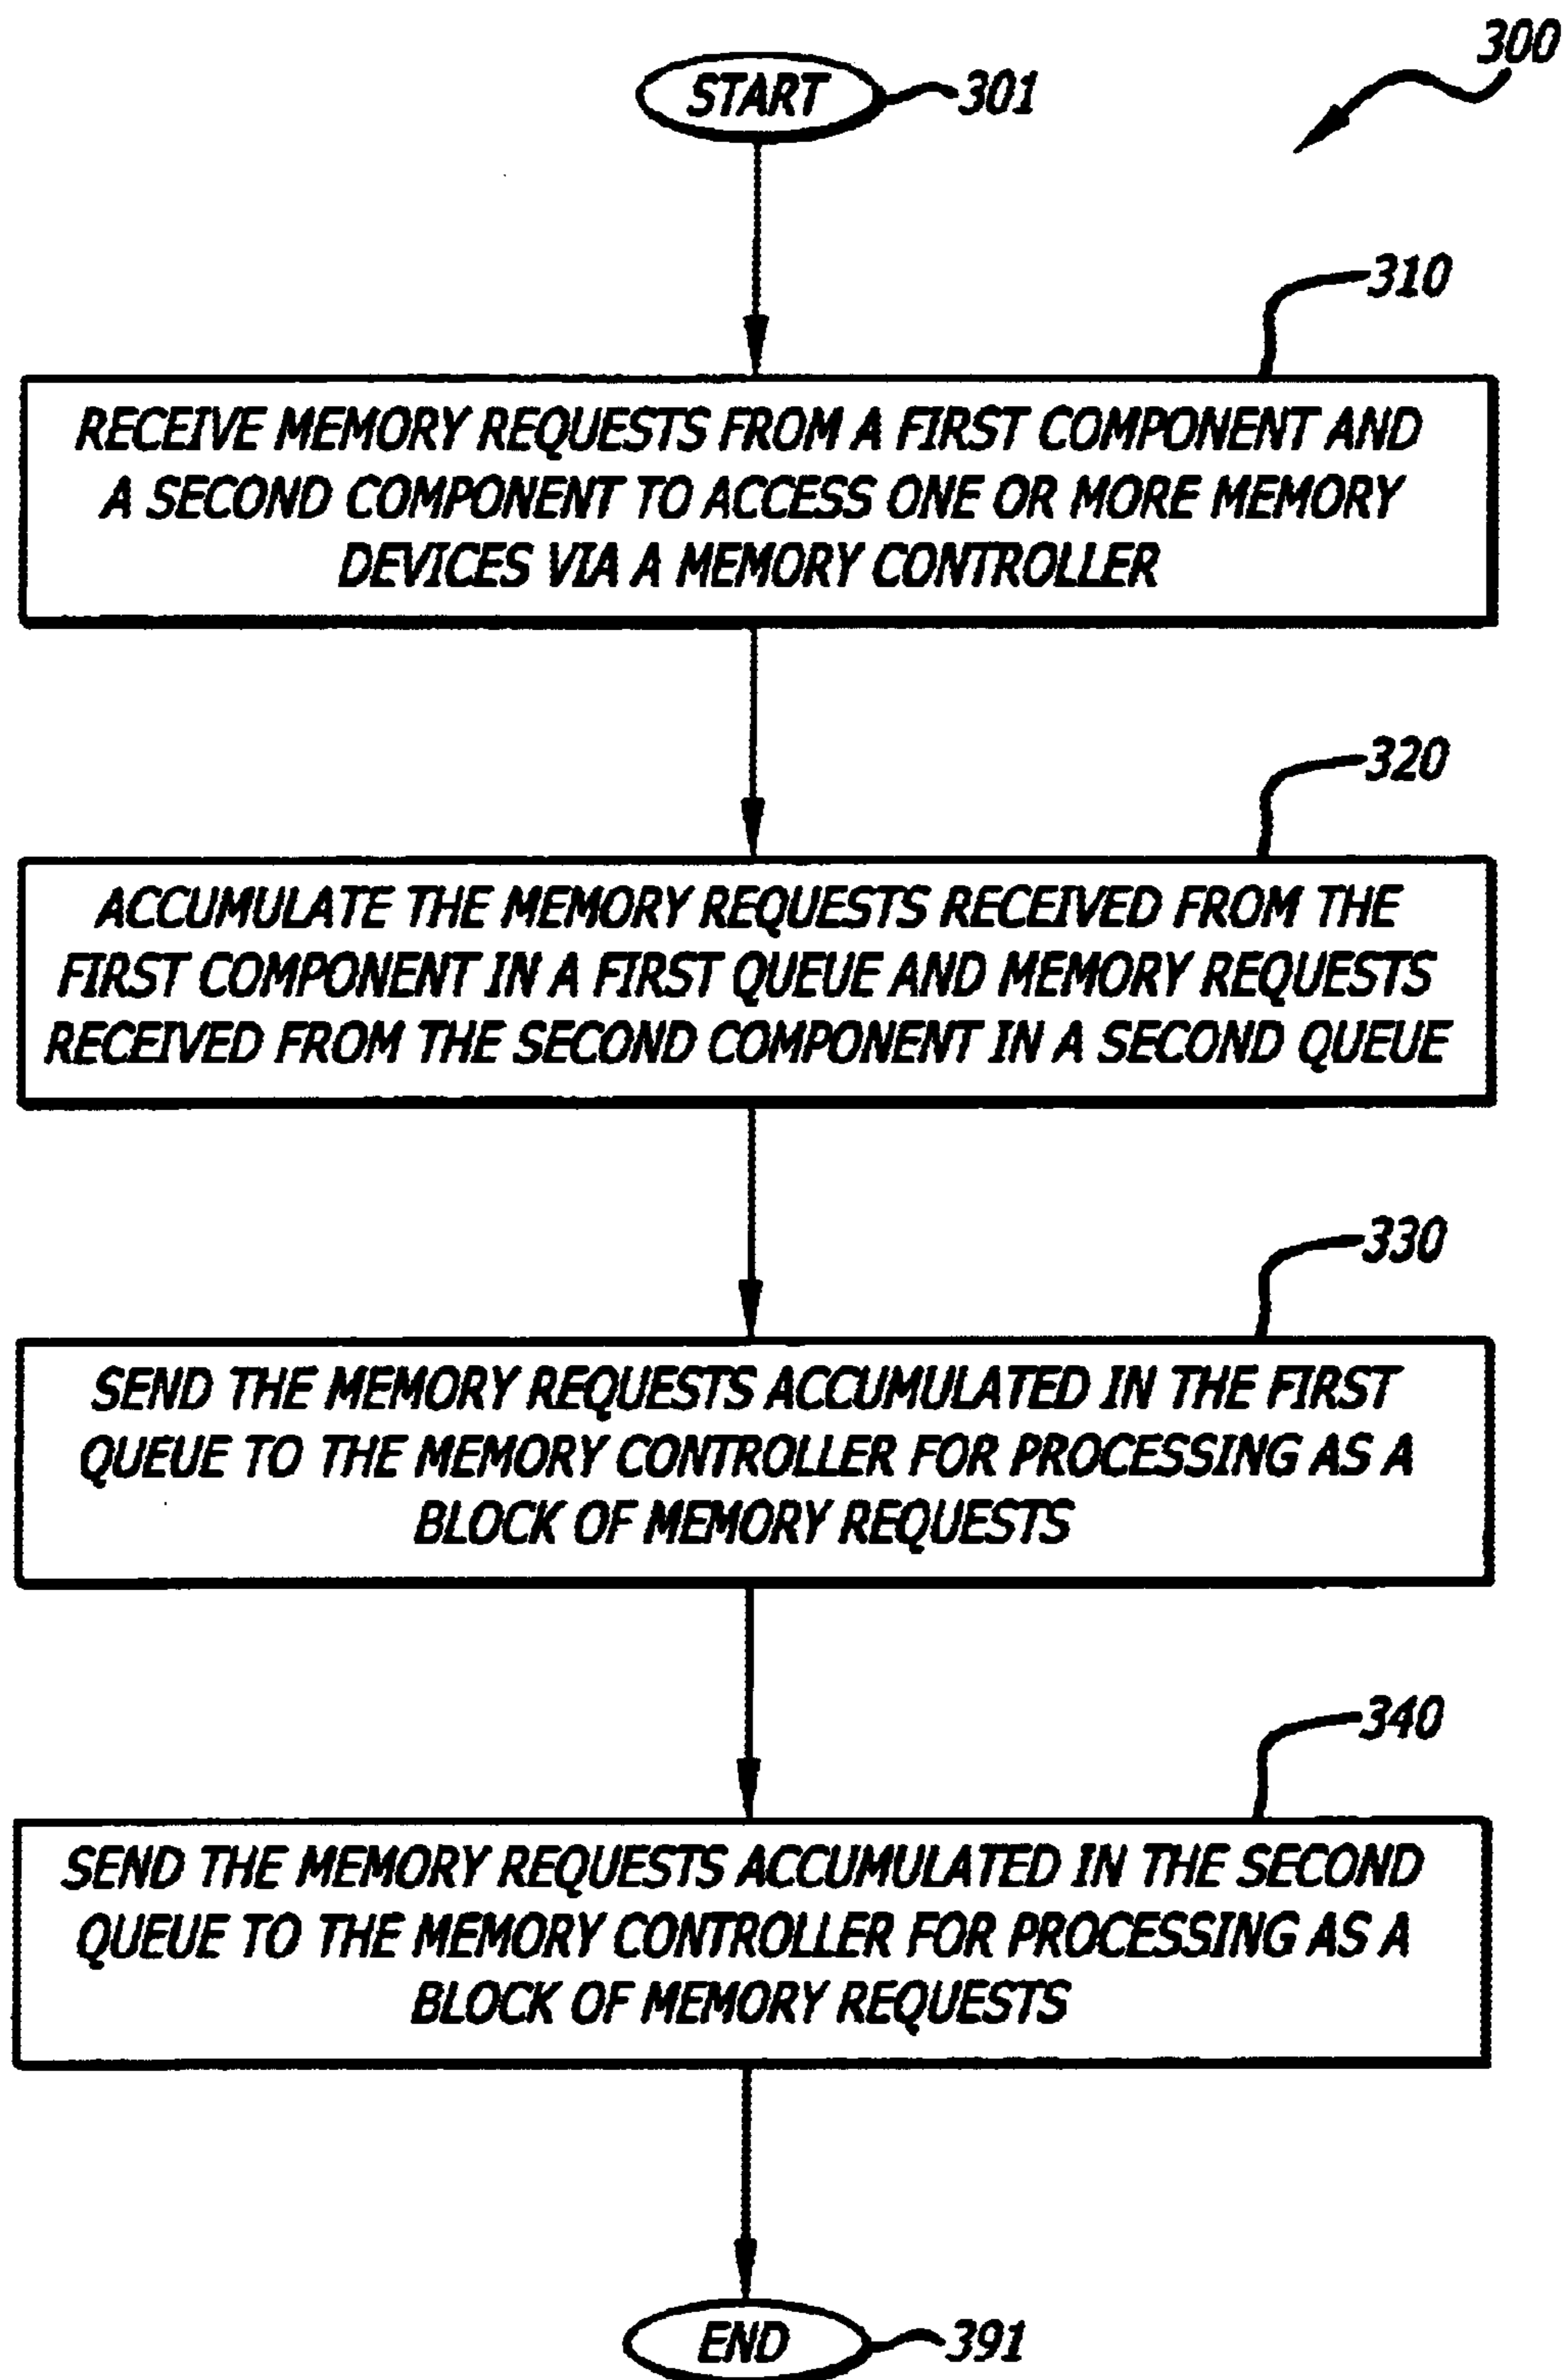 300
START 301
310
RECEIVE MEMORY REQUESTS FROM A FIRST COMPONENT AND
A SECOND COMPONENT TO ACCESS ONE OR MORE MEMORY
DEVICES VIA A MEMORY CONTROLLER
320
ACCUMULATE THE MEMORY REQUESTS RECEIVED FROM THE
FIRST COMPONENT IN A FIRST QUEUE AND MEMORY REQUESTS
RECEIVED FROM THE SECOND COMPONENT IN A SECOND QUEUE
330
SEND THE MEMORY REQUESTS ACCUMULATED IN THE FIRST
QUEUE TO THE MEMORY CONTROLLER FOR PROCESSING AS A
BLOCK OF MEMORY REQUESTS
340
SEND THE MEMORY REQUESTS ACCUMULATED IN THE SECOND
QUEUE TO THE MEMORY CONTROLLER FOR PROCESSING AS A
BLOCK OF MEMORY REQUESTS
END 391